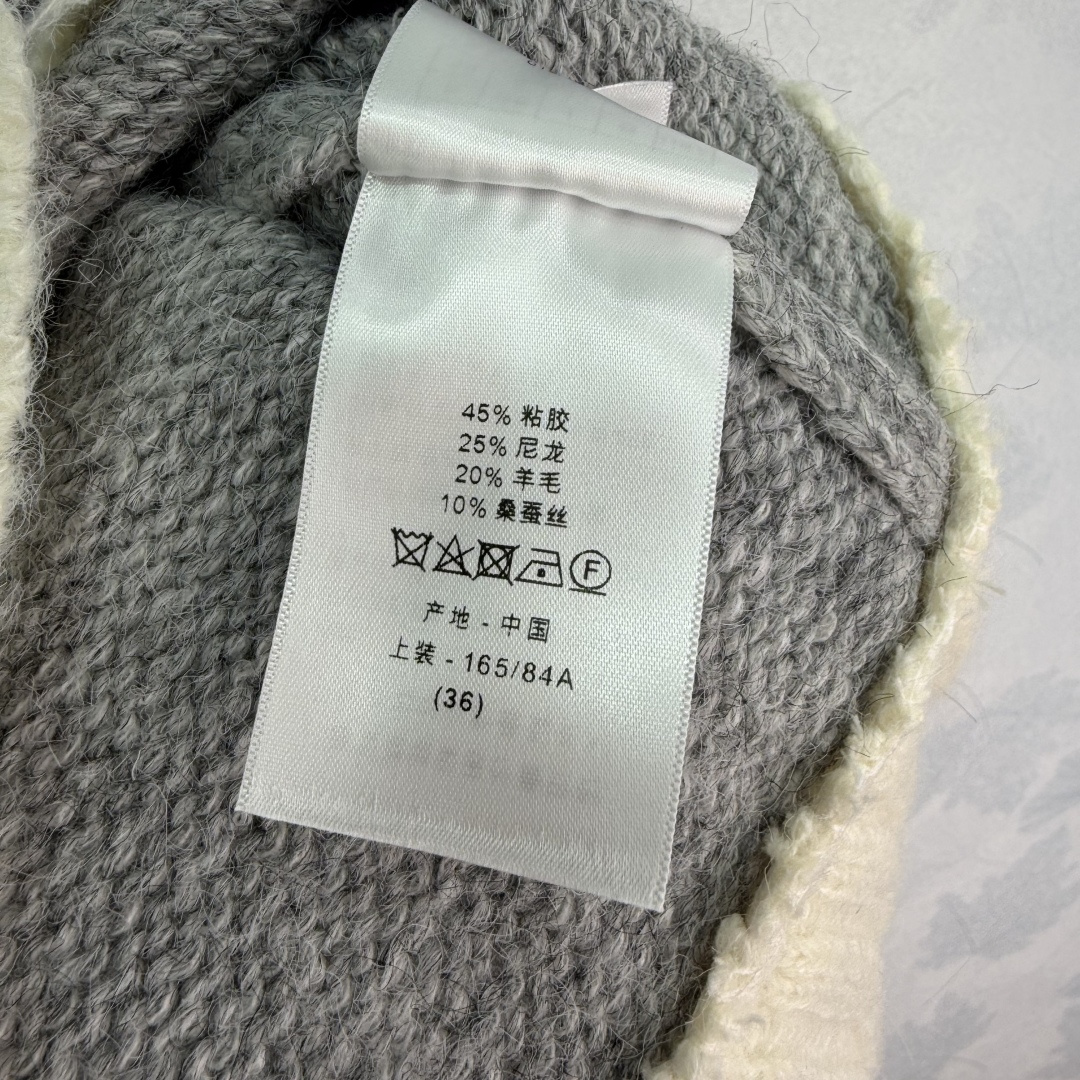 45% 粘胶
25% 尼龙
20% 羊毛
10% 桑蚕丝
F
产地 - 中国
上装 - 165/84A
(36)